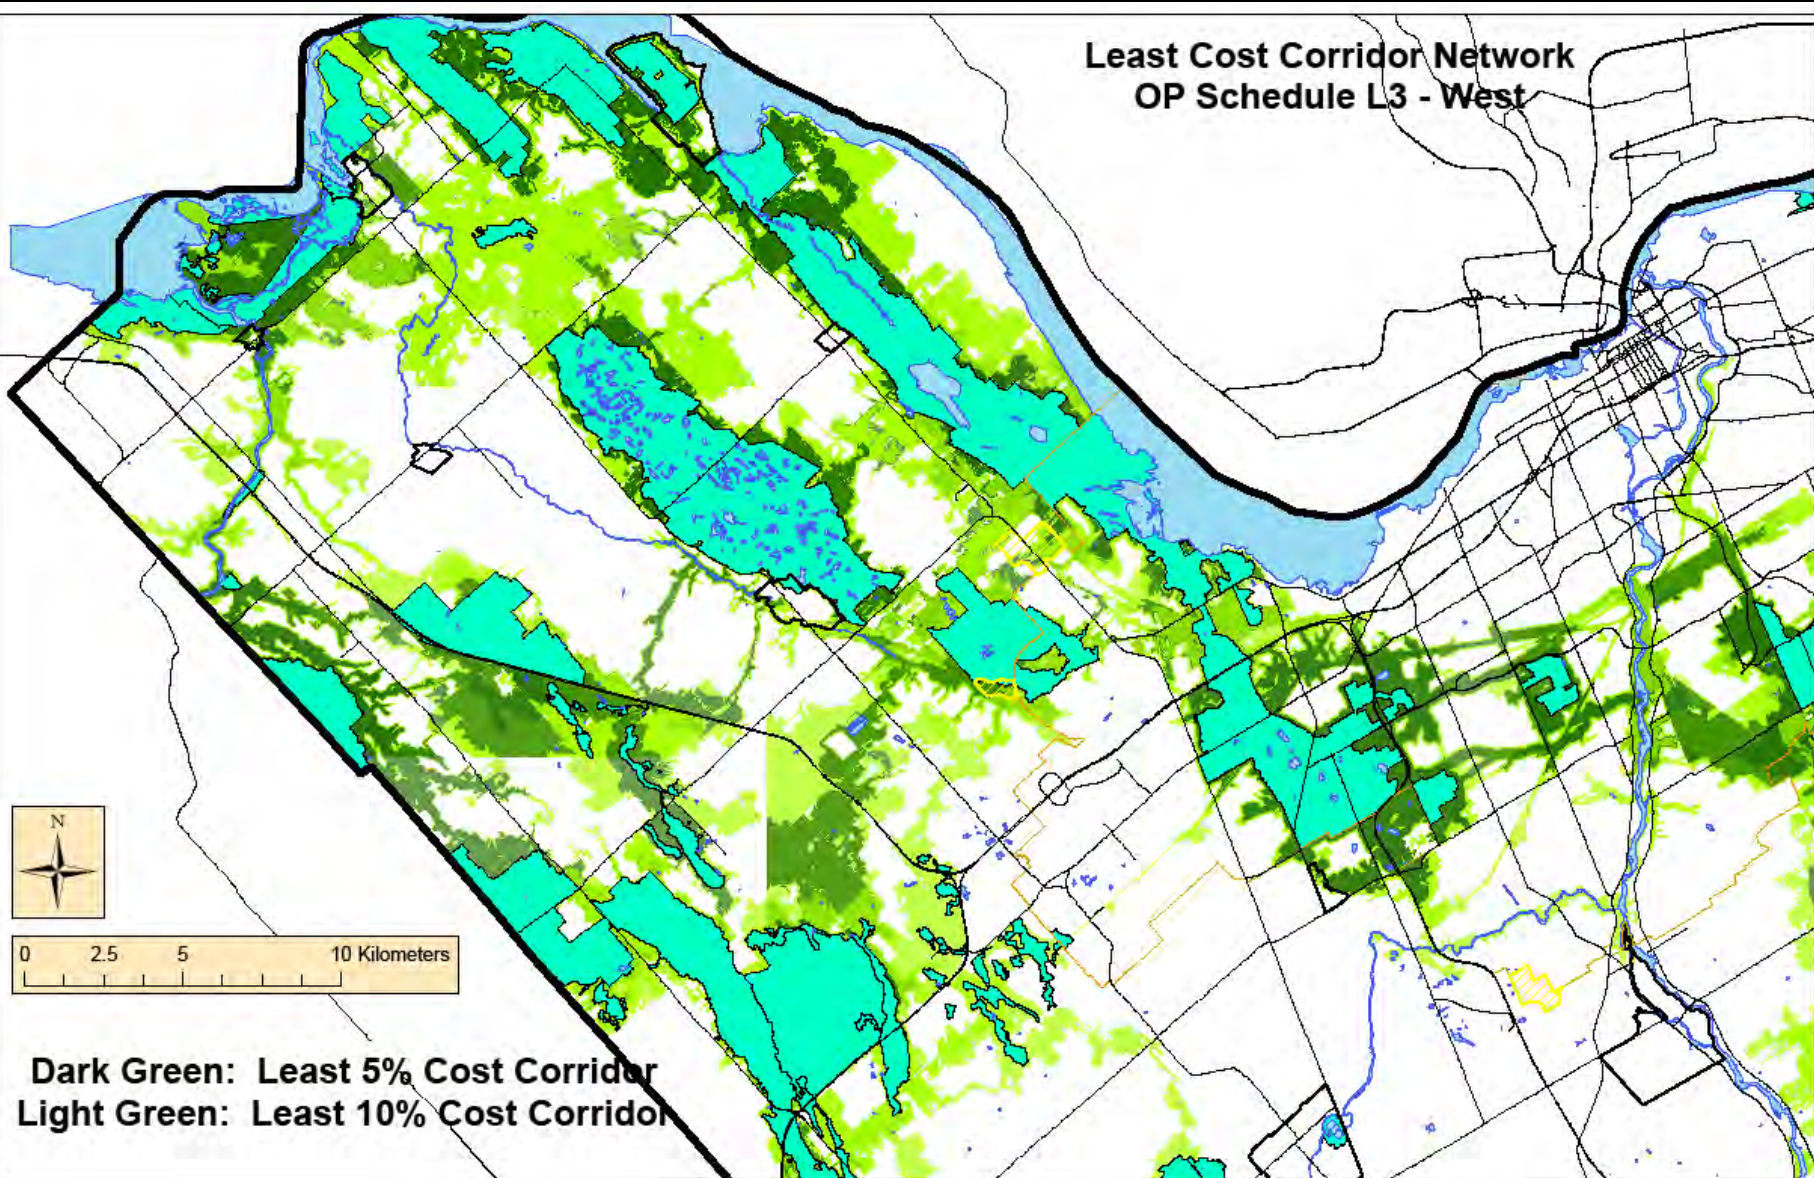 Least Cost Corridor Network
OP Schedule L3 - West
N
0 2.5 5 10 Kilometers
Dark Green: Least 5% Cost Corridor
Light Green: Least 10% Cost Corridor